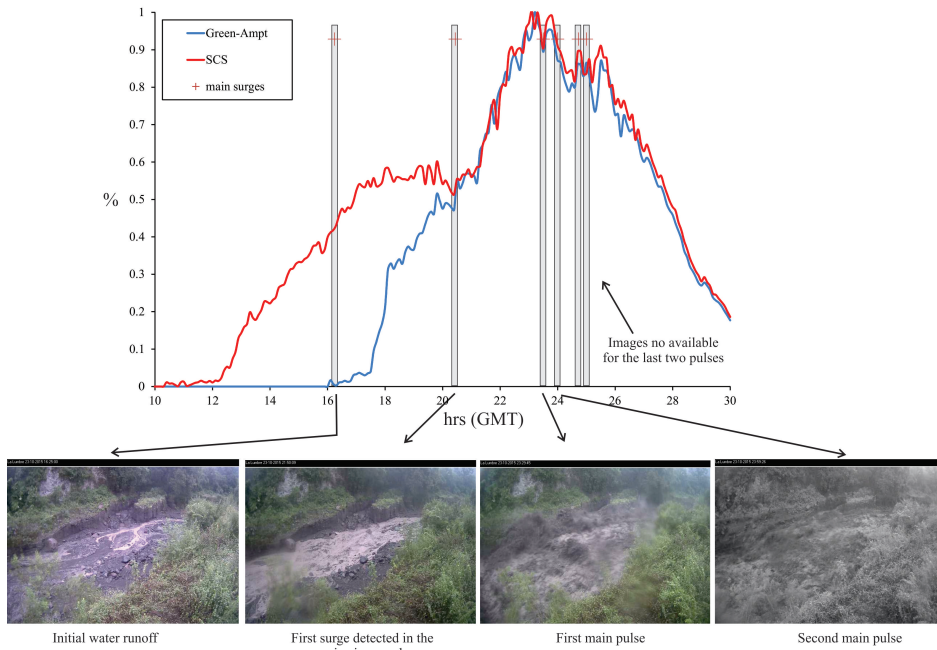 Green-Ampt
SCS
main surges
1
0.9
0.8
0.7
0.6
0.5
0.4
0.3
0.2
0.1
0
%
10 12 14 16 18 20 22 24 26 28 30
hrs (GMT)
Images no available
for the last two pulses
Initial water runoff
First surge detected in the
First main pulse
Second main pulse